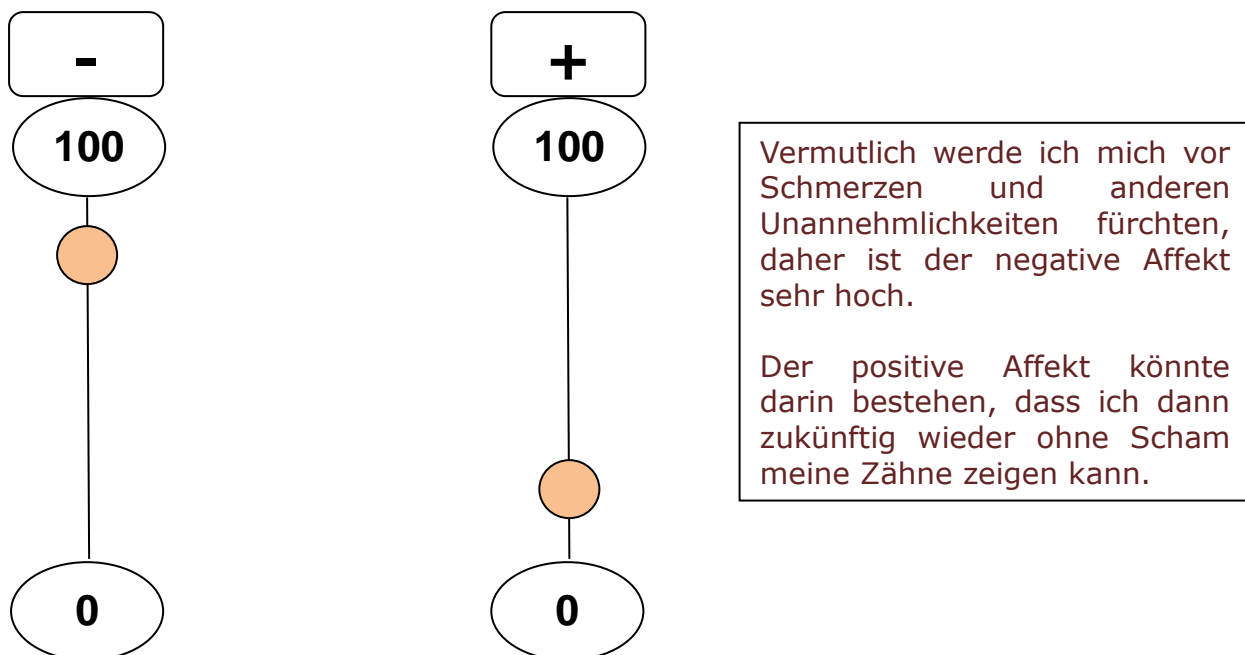 -
+
100
100
Vermutlich werde ich mich vor
Schmerzen und anderen
Unannehmlichkeiten fürchten,
daher ist der negative Affekt
sehr hoch.
Der positive Affekt könnte
darin bestehen, dass ich dann
zukünftig wieder ohne Scham
meine Zähne zeigen kann.
0
0